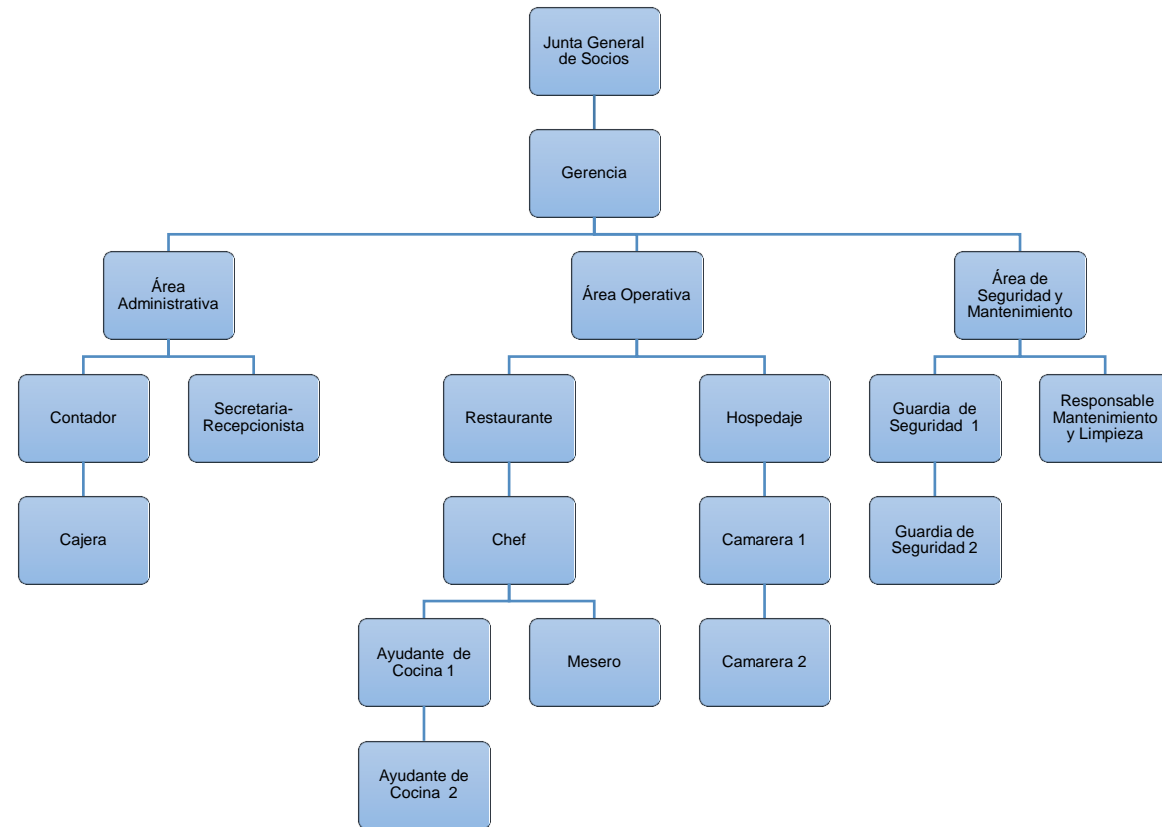 Junta General
de Socios
Gerencia
Área
Administrativa
Área Operativa
Área de
Seguridad y
Mantenimiento
Contador
Secretaria-
Recepcionista
Restaurante
Hospedaje
Guardia de
Seguridad 1
Responsable
Mantenimiento
y Limpieza
Cajera
Chef
Camarera 1
Guardia de
Seguridad 2
Ayudante de
Cocina 1
Mesero
Camarera 2
Ayudante de
Cocina 2